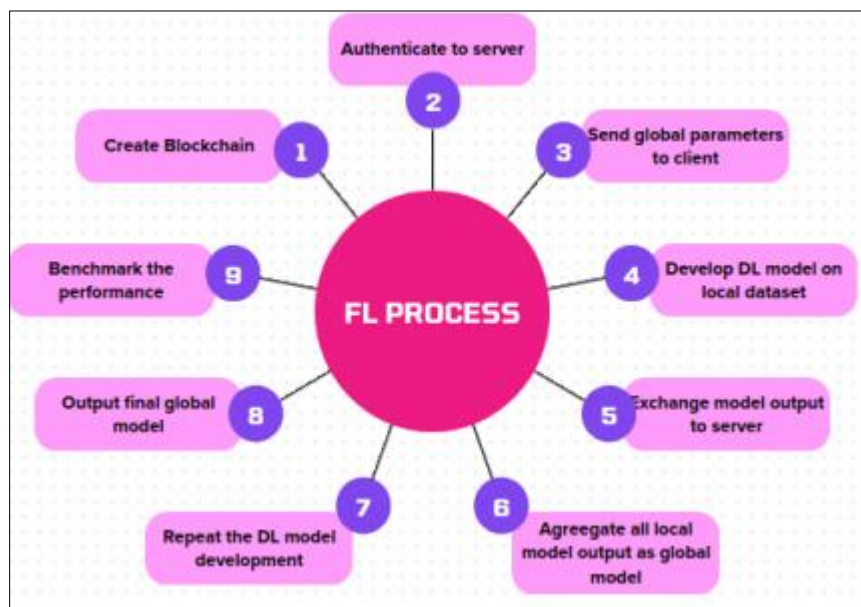 Authenticate to server
2
Create Blockchain
1
3
Send global parameters
to client
Benchmark the
performance
9
4
Develop DL model on
local dataset
FL PROCESS
Output final global
model
8
5
Exchange model output
to server
7
Repeat the DL model
development
6
Agreegate all local
model output as global
model